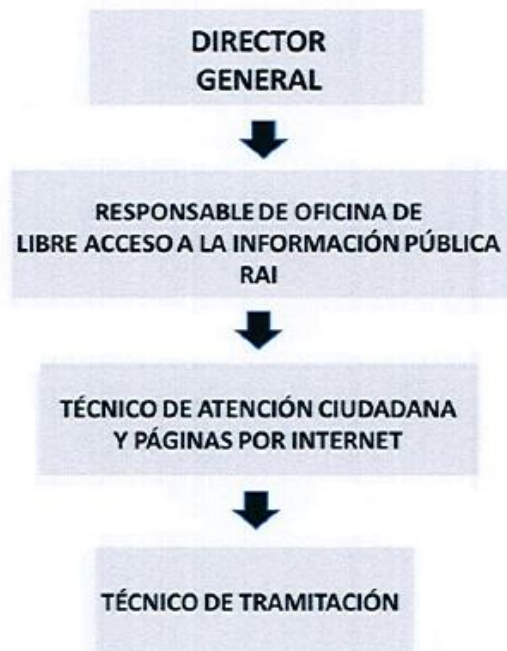 DIRECTOR
GENERAL
RESPONSABLE DE OFICINA DE
LIBRE ACCESO A LA INFORMACIÓN PÚBLICA
RAI
TÉCNICO DE ATENCIÓN CIUDADANA
Y PÁGINAS POR INTERNET
TÉCNICO DE TRAMITACIÓN